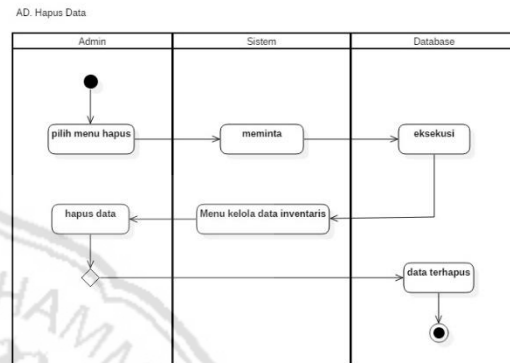 AD. Hapus Data
Admin
Sistem
Database
pilih menu hapus
meminta
eksekusi
hapus data
Menu kelola data inventaris
data terhapus